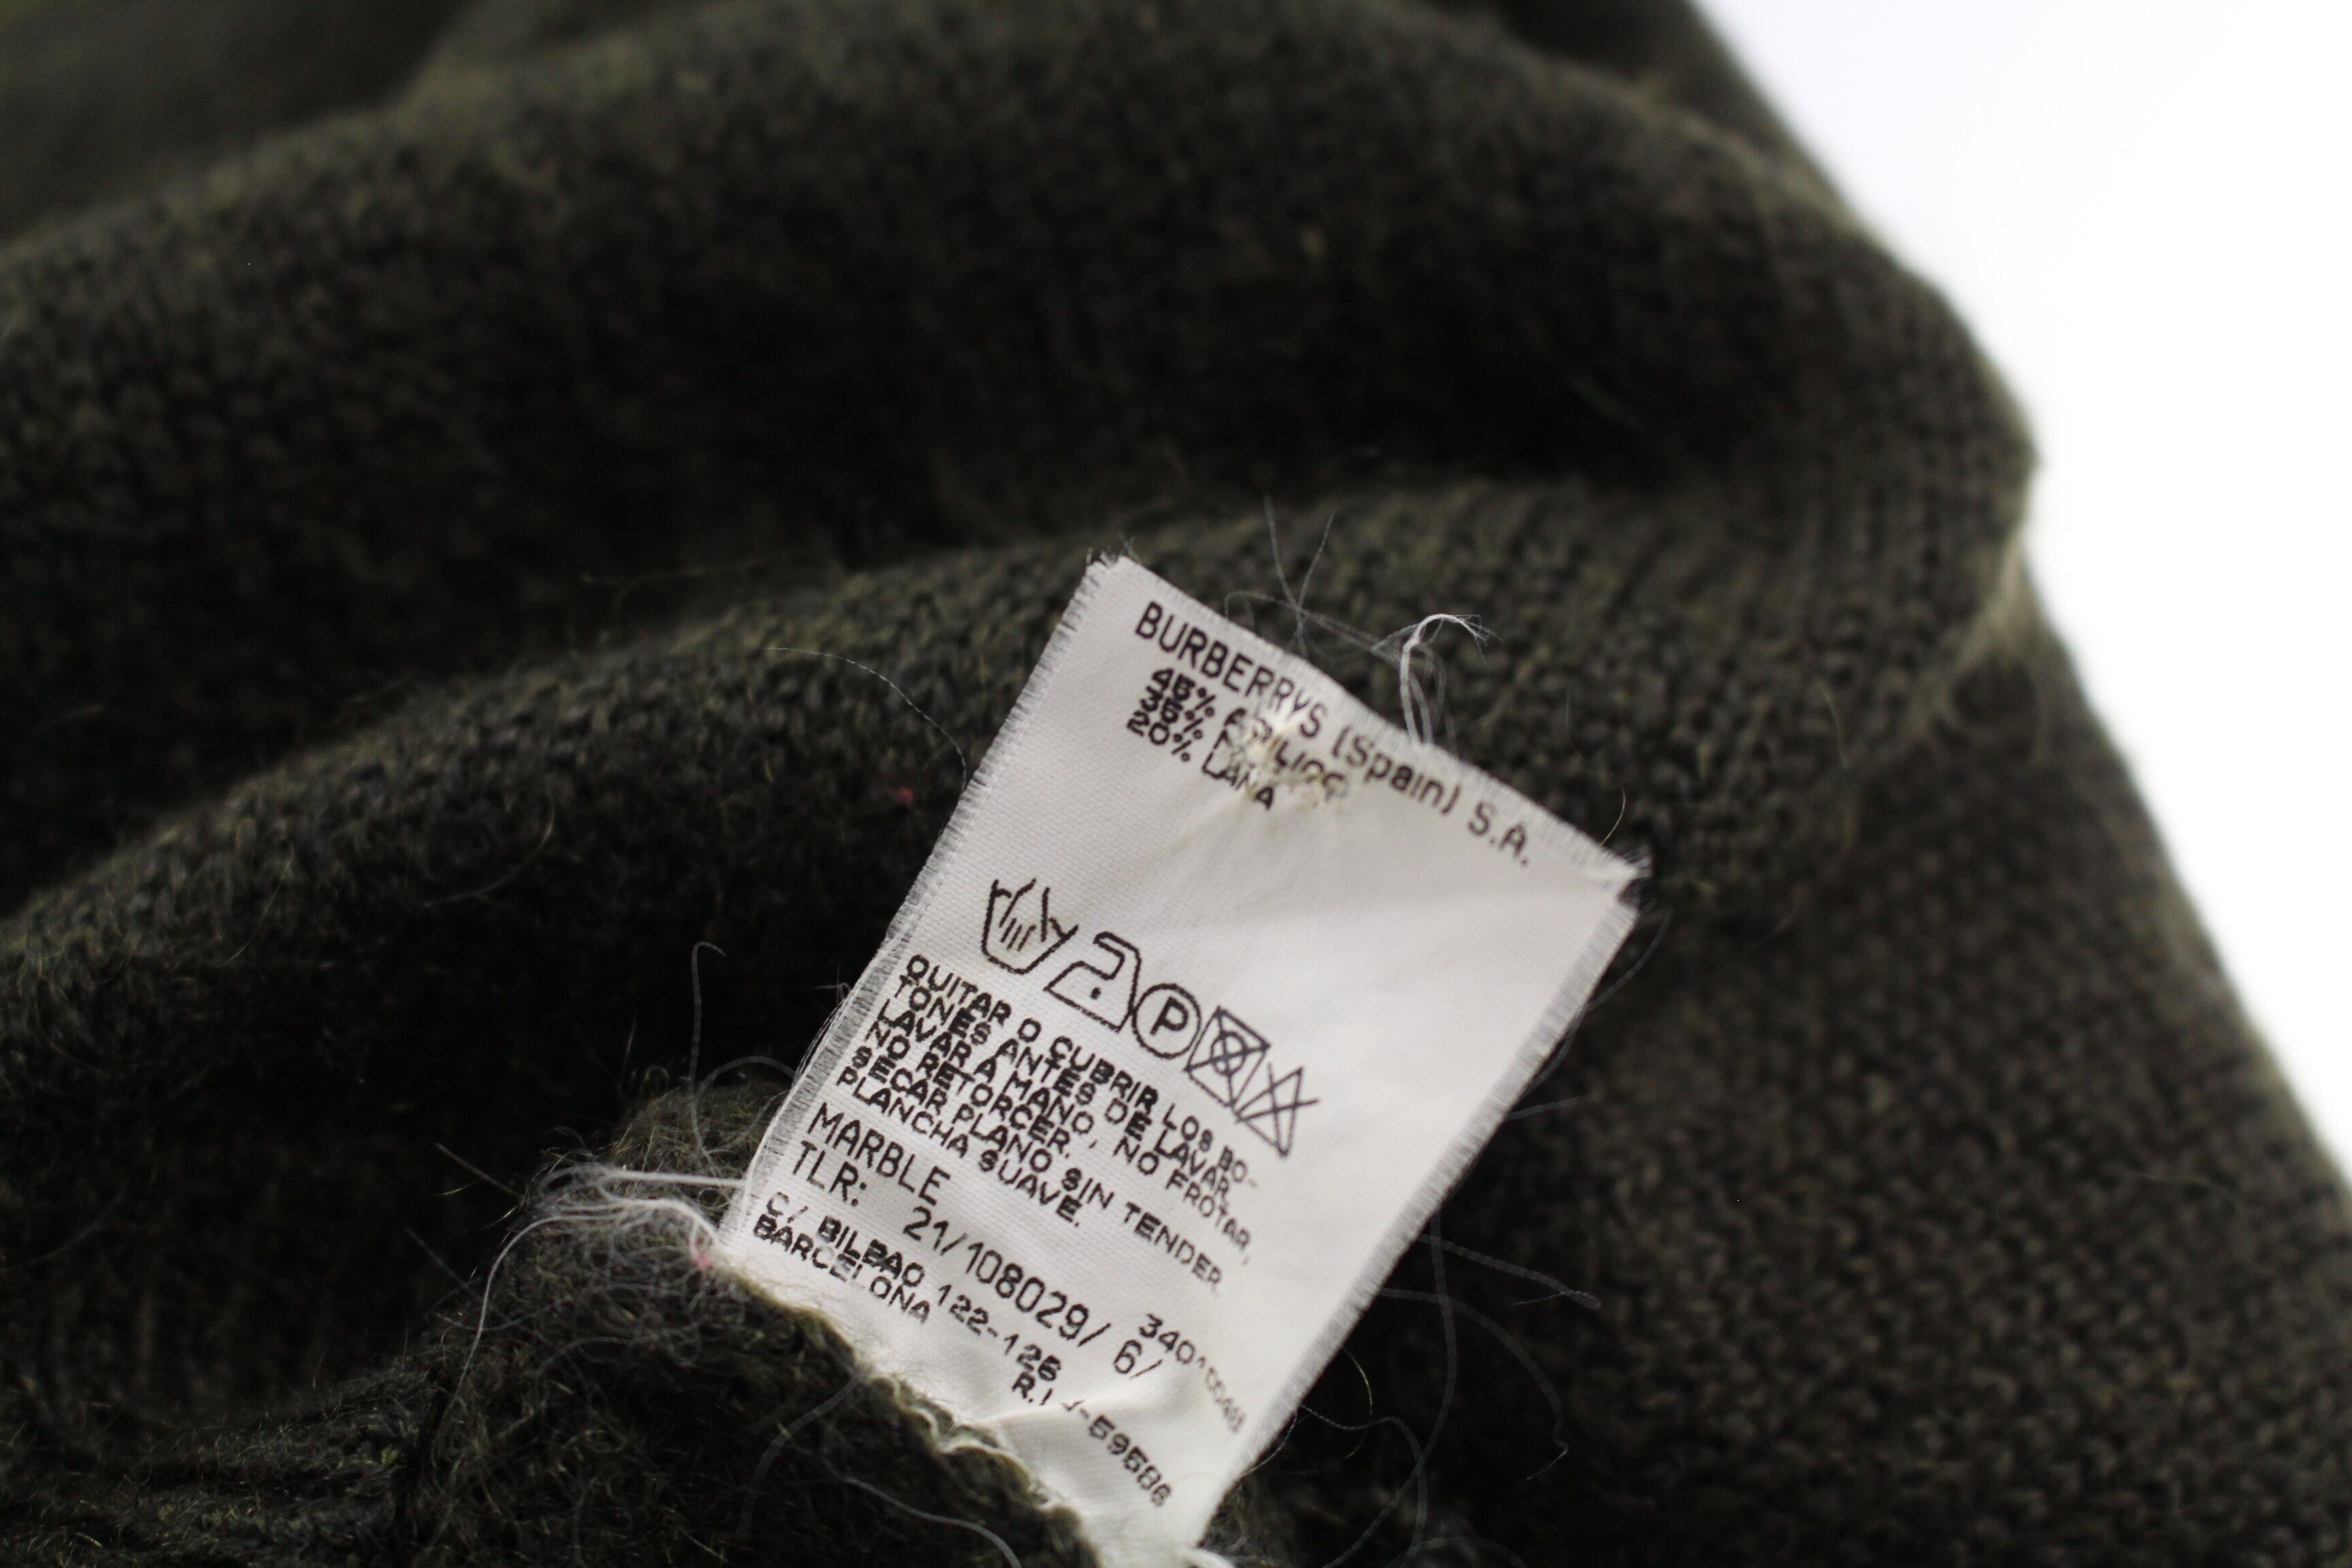 BURBERRYS (Spain) S.A.
45%
35%
20% LANA
P
QUITAR O CUBRIR LOS BO-
TONES ANTES DE LAVAR.
LAVAR A MANO, NO FROTAR,
NO RETORCER.
SECAR PLANO SIN TENDER.
PLANCHA SUAVE.
MARBLE
TLR: 21/108029/ 6/
C/ BILBAO 122-126
BARCELONA